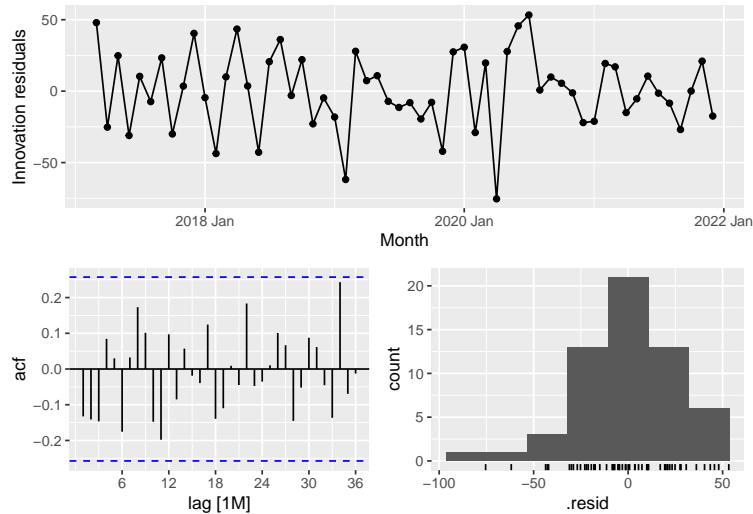 50
0
−50
Innovation residuals
2018 Jan
2020 Jan
2022 Jan
Month
0.2
0.1
0.0
−0.1
−0.2
acf
6
12
18
24
30
36
lag [1M]
20
15
10
5
0
count
−100
−50
0
50
.resid